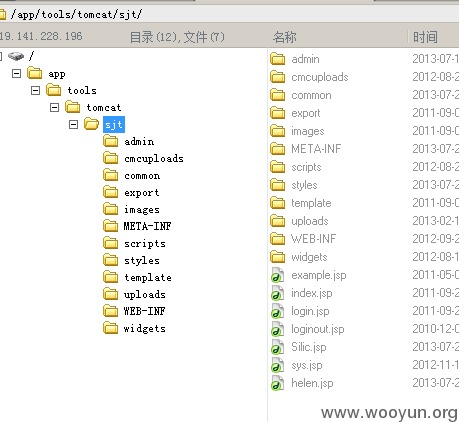 /app/tools/tomcat/sjt/
19.141.228.196 目录(12),文件(7) 名称 时间
/
app
tools
tomcat
sjt
admin
cmcuploads
common
export
images
META-INF
scripts
styles
template
uploads
WEB-INF
widgets
admin 2013-07-1
cmcuploads 2012-08-2
common 2013-07-2
export 2011-09-0
images 2011-09-0
META-INF 2013-07-2
scripts 2012-08-2
styles 2013-07-2
template 2011-09-0
uploads 2013-02-1
WEB-INF 2012-09-2
widgets 2011-08-1
example.jsp 2011-05-0
index.jsp 2011-09-2
login.jsp 2011-09-2
loginout.jsp 2010-12-0
Silic.jsp 2013-07-2
sys.jsp 2012-11-1
helen.jsp 2013-07-2
www.wooyun.org